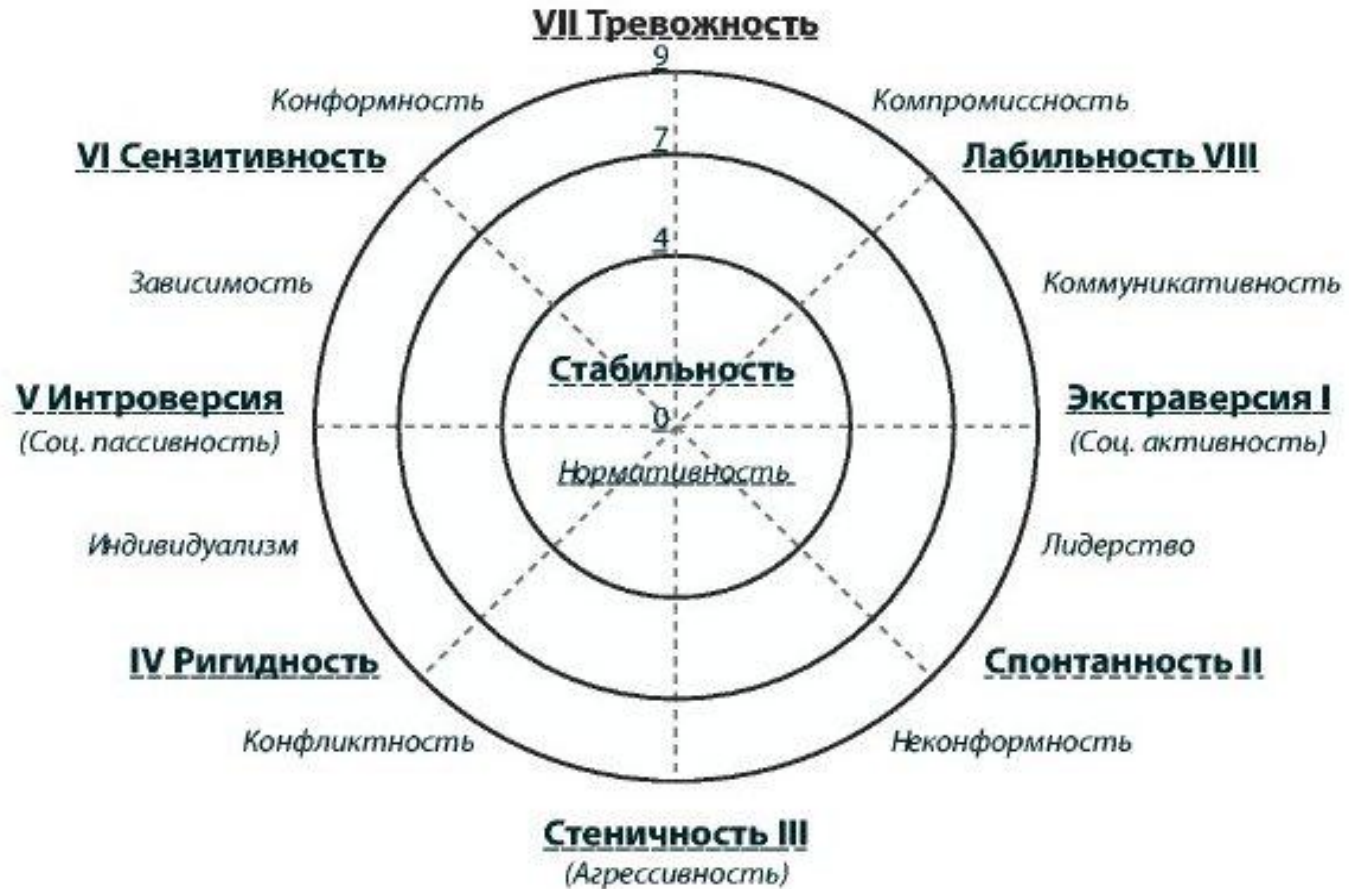 VII Тревожность
9
Конформность
Компромиссность
7
VI Сензитивность
Лабильность VIII
4
Зависимость
Коммуникативность
Стабильность
V Интроверсия
0
Экстраверсия I
(Соц. пассивность)
(Соц. активность)
Нормативность
Индивидуализм
Лидерство
IV Ригидность
Спонтанность II
Конфликтность
Неконформность
Стеничность III
(Агрессивность)